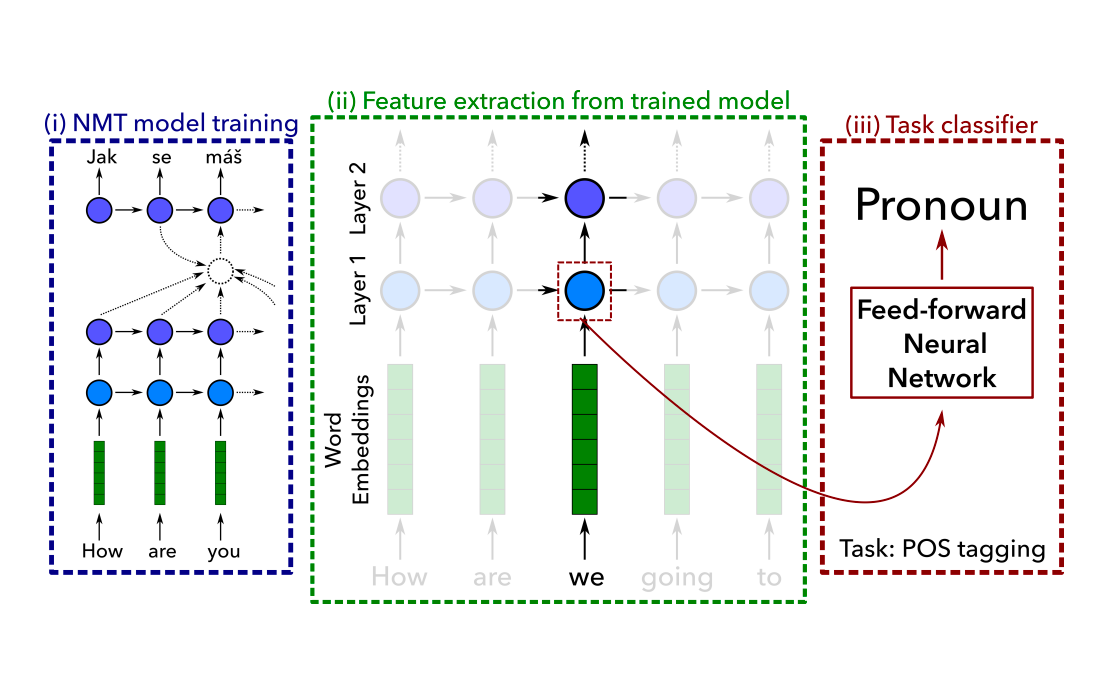 (i) NMT model training
Jak se máš
How are you
(ii) Feature extraction from trained model
Layer 2
Layer 1
Word
Embeddings
How are we going to
(iii) Task classifier
Pronoun
Feed-forward
Neural
Network
Task: POS tagging